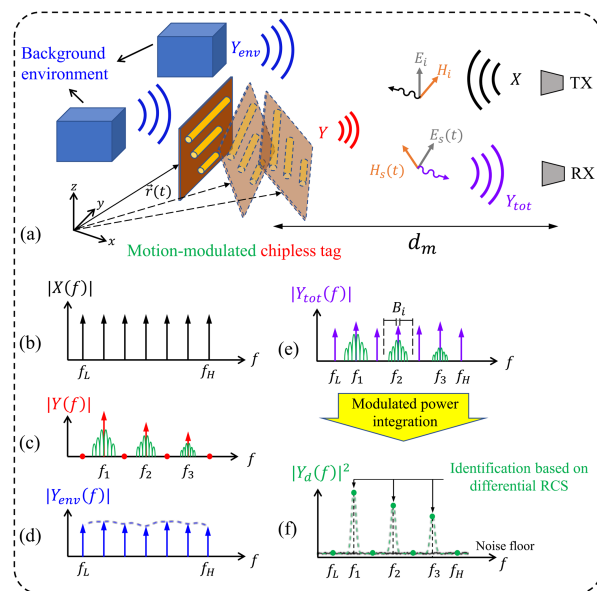 Background
environment
Y_env
E_i
H_i
X
TX
Y
E_s(t)
H_s(t)
Y_tot
RX
z
y
x
r⃗(t)
(a)
Motion-modulated chipless tag
d_m
|X(f)|
(b)
f_L
f_H
f
|Y(f)|
(c)
f_1
f_2
f_3
f
|Y_env(f)|
(d)
f_L
f_H
f
|Y_tot(f)|
B_i
(e)
f_L
f_1
f_2
f_3
f_H
f
Modulated power
integration
|Y_d(f)|²
Identification based on
differential RCS
(f)
Noise floor
f_L
f_1
f_2
f_3
f_H
f